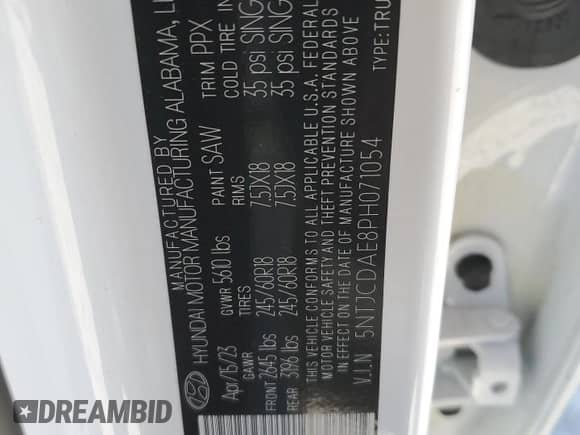 MANUFACTURED BY
HYUNDAI MOTOR MANUFACTURING ALABAMA, LL
Apr/15/23 GVWR 5610 lbs PAINT SAW TRIM PPX
GAWR TIRES RIMS COLD TIRE IN
FRONT 2645 lbs 245/60R18 7.5JX18 35 psi SING
REAR 3196 lbs 245/60R18 7.5JX18 35 psi SING
THIS VEHICLE CONFORMS TO ALL APPLICABLE U.S.A. FEDERAL
MOTOR VEHICLE SAFETY AND THEFT PREVENTION STANDARDS
IN EFFECT ON THE DATE OF MANUFACTURE SHOWN ABOVE
V.I.N 5NTJCDAE8PH071054 TYPE: TRU
DREAMBID